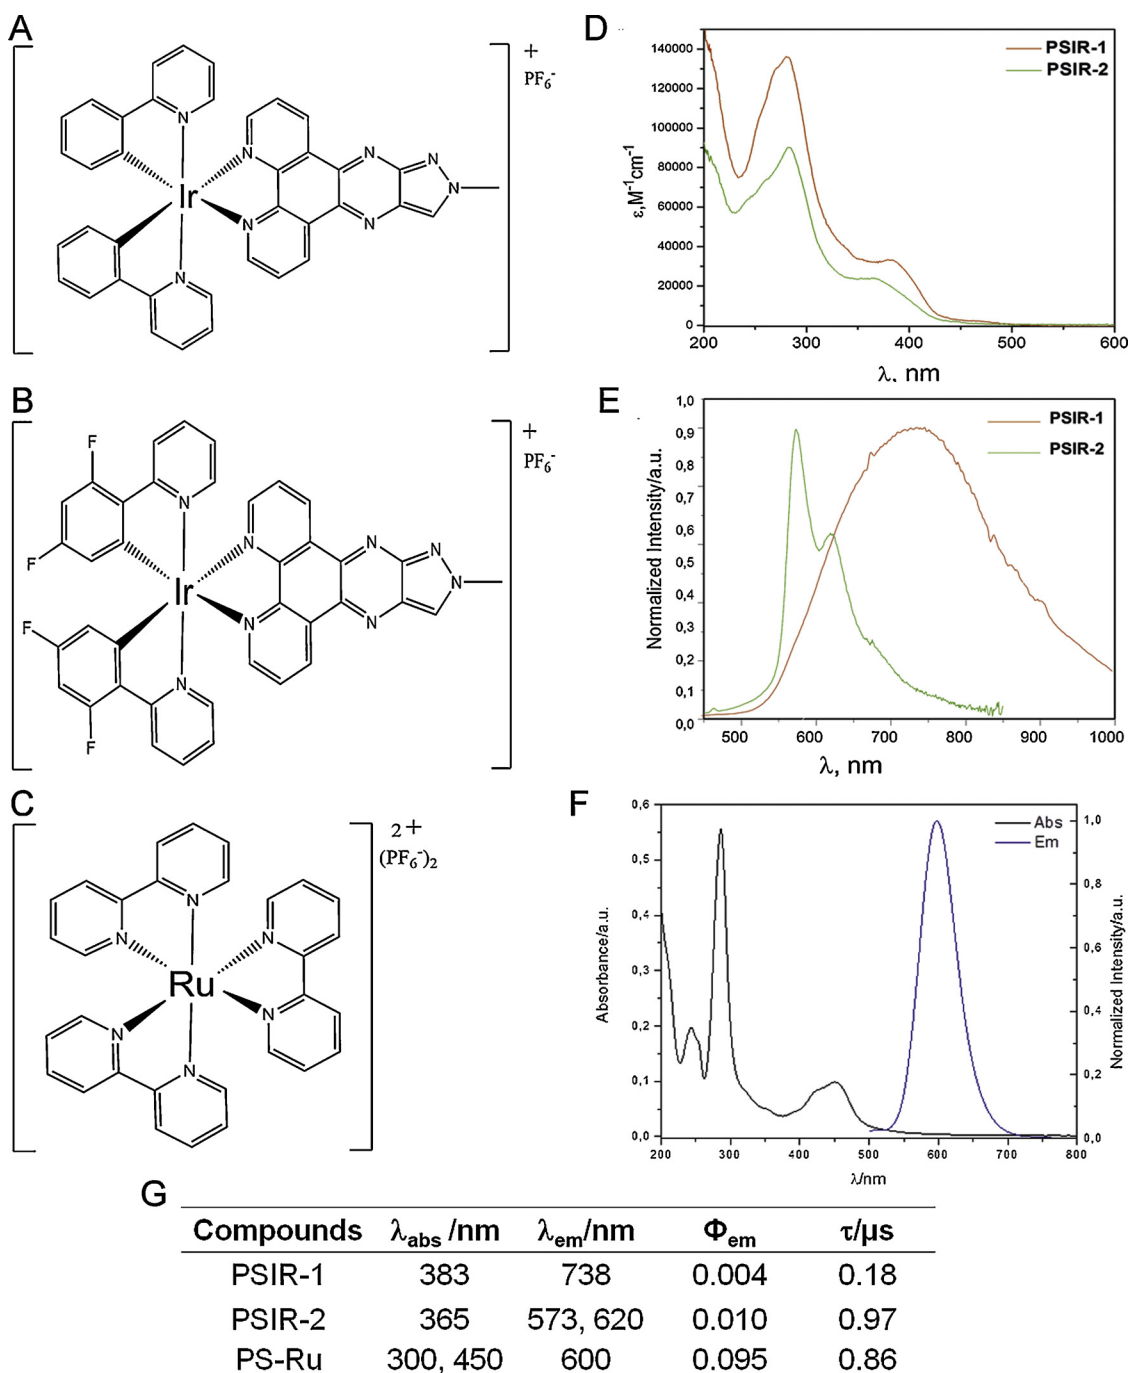 A
+
PF6-
N
N
N
N
N
N
N
N
Ir
B
+
PF6-
F
F
F
F
N
N
N
N
N
N
N
N
Ir
C
2+
(PF6-)2
N
N
N
N
N
N
Ru
D
PSIR-1
PSIR-2
140000
120000
100000
80000
60000
40000
20000
0
ε,M-1cm-1
200 300 400 500 600
λ, nm
E
PSIR-1
PSIR-2
1,0
0,9
0,8
0,7
0,6
0,5
0,4
0,3
0,2
0,1
0,0
Normalized Intensity/a.u.
500 600 700 800 900 1000
λ, nm
F
Abs
Em
0,6
0,5
0,4
0,3
0,2
0,1
0,0
Absorbance/a.u.
1,0
0,8
0,6
0,4
0,2
0,0
Normalized Intensity/a.u.
200 300 400 500 600 700 800
λ/nm
G
Compounds λabs /nm λem/nm Φem τ/µs
PSIR-1 383 738 0.004 0.18
PSIR-2 365 573, 620 0.010 0.97
PS-Ru 300, 450 600 0.095 0.86